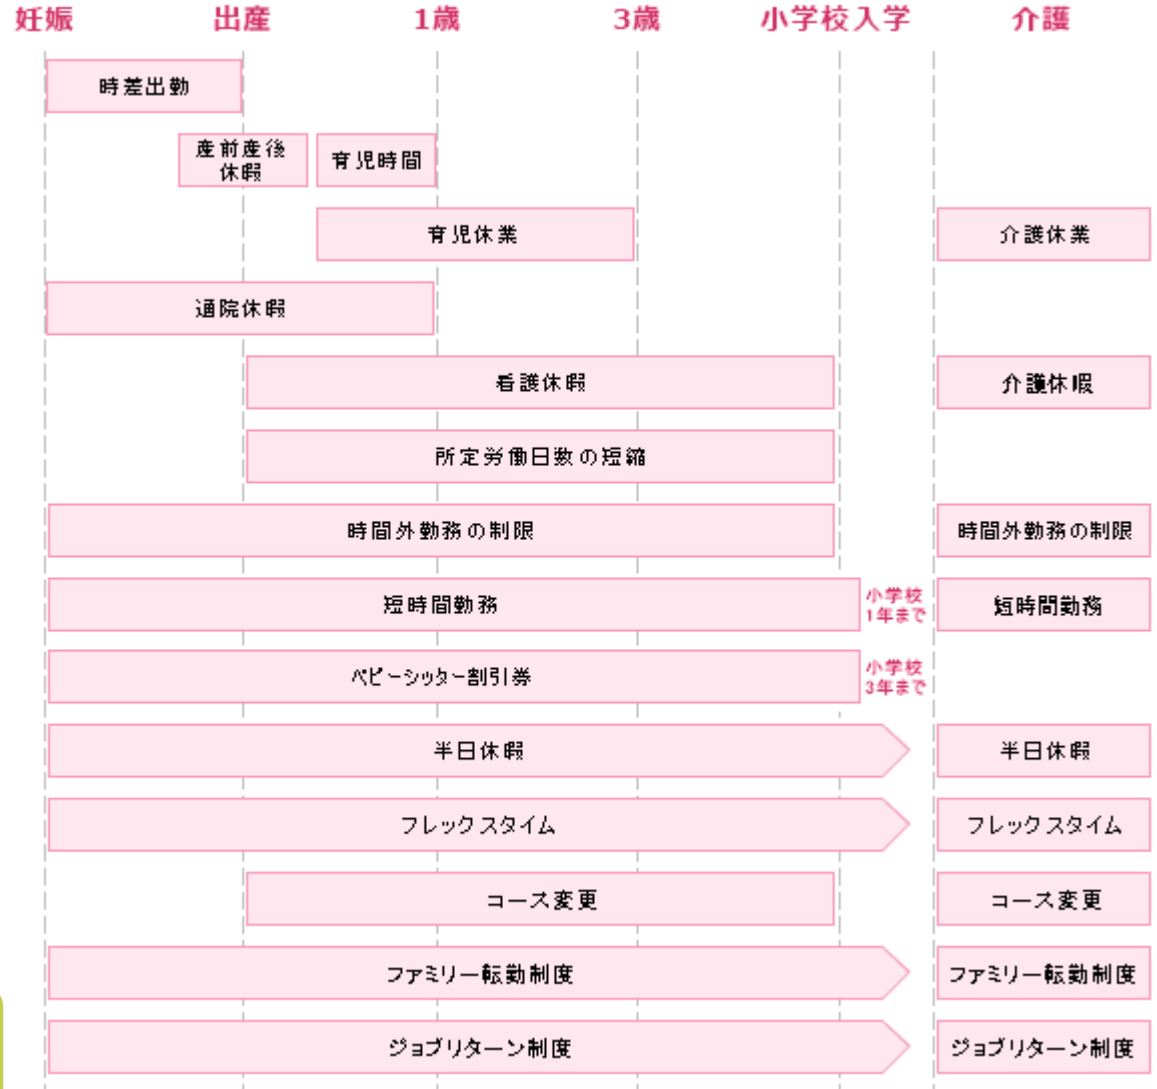 妊娠 出産 1歳 3歳 小学校入学 介護
時差出勤
産前産後
休暇
育児時間
育児休業 介護休業
通院休暇
看護休暇 介護休暇
所定労働日数の短縮
時間外勤務の制限 時間外勤務の制限
短時間勤務
小学校
1年まで
短時間勤務
ベビーシッター割引券
小学校
3年まで
半日休暇 半日休暇
フレックスタイム フレックスタイム
コース変更 コース変更
ファミリー転勤制度 ファミリー転勤制度
ジョブリターン制度 ジョブリターン制度